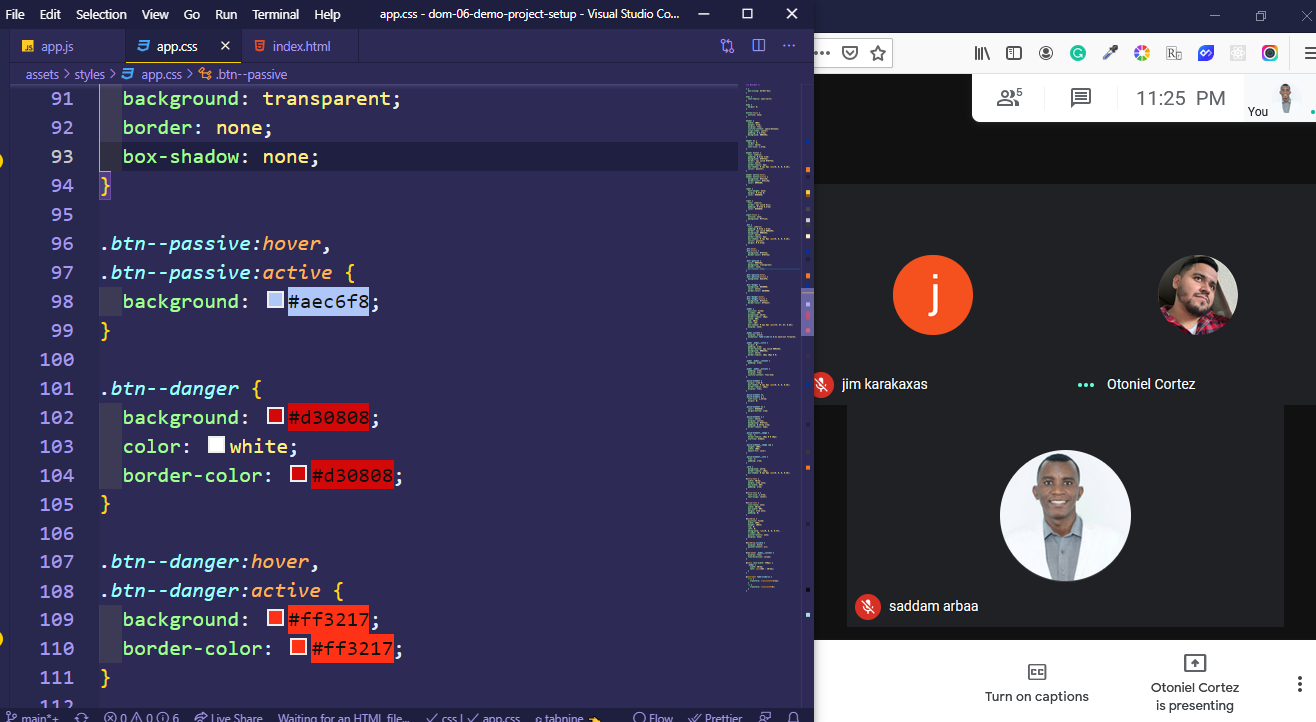 File Edit Selection View Go Run Terminal Help app.css - dom-06-demo-project-setup - Visual Studio Co...
JS app.js app.css index.html
assets > styles > app.css > .btn--passive
91 background: transparent;
92 border: none;
93 box-shadow: none;
94 }
95
96 .btn--passive:hover,
97 .btn--passive:active {
98 background: #aec6f8;
99 }
100
101 .btn--danger {
102 background: #d30808;
103 color: white;
104 border-color: #d30808;
105 }
106
107 .btn--danger:hover,
108 .btn--danger:active {
109 background: #ff3217;
110 border-color: #ff3217;
111 }
112
main*+ 0 0 6 Live Share Waiting for an HTML file... css | app.css tabnine Flow Prettier
5
11:25 PM
You
j
jim karakaxas
Otoniel Cortez
saddam arbaa
CC
Turn on captions
Otoniel Cortez
is presenting